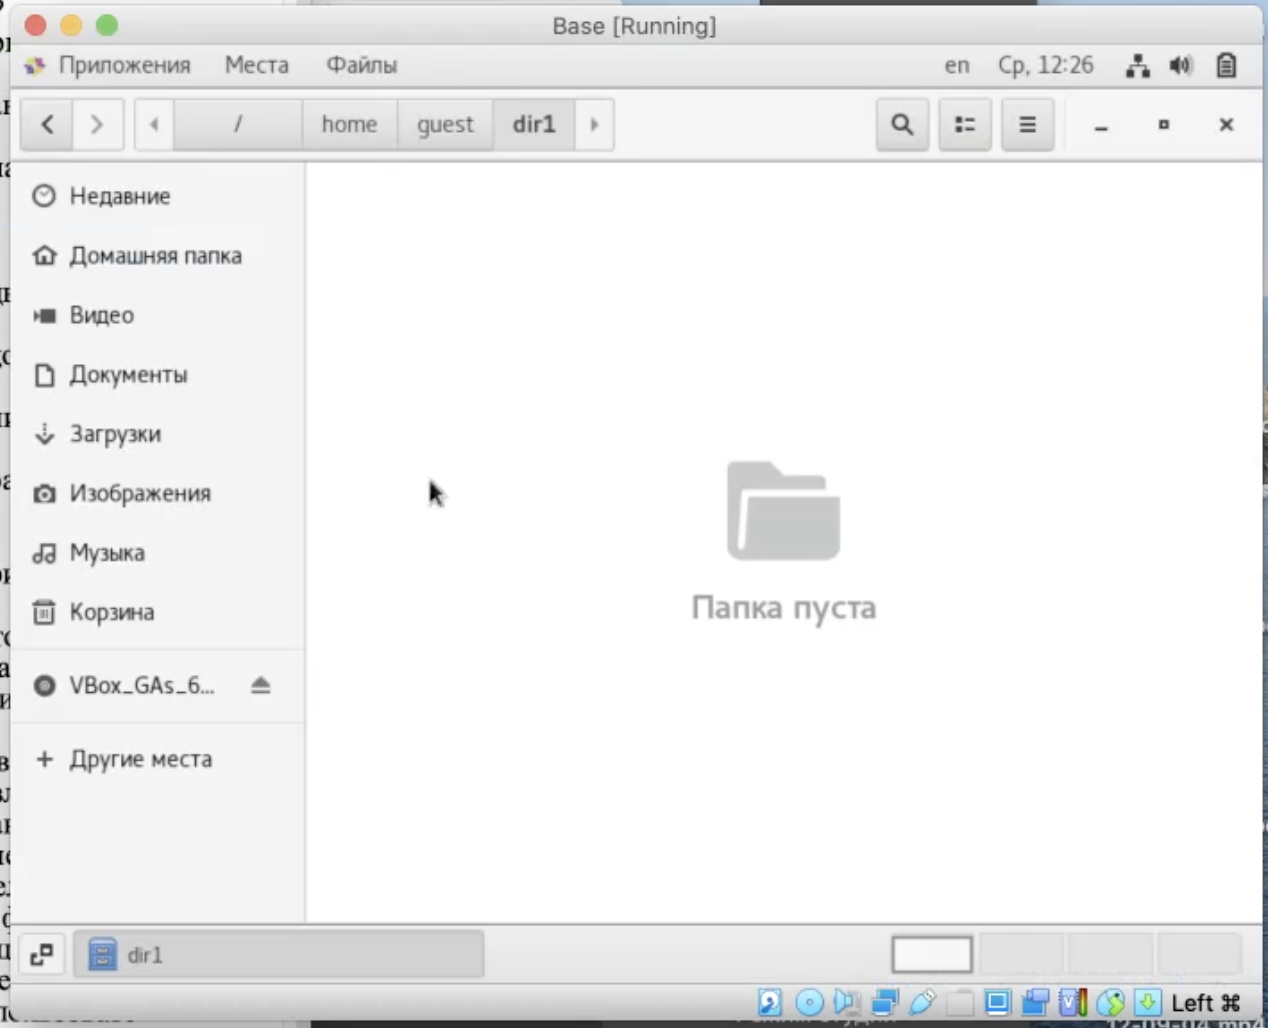 Base [Running]
Приложения Места Файлы en Ср, 12:26
/ home guest dir1
Недавние
Домашняя папка
Видео
Документы
Загрузки
Изображения
Музыка
Корзина
VBox_GAs_6...
Другие места
Папка пуста
dir1
Left ⌘